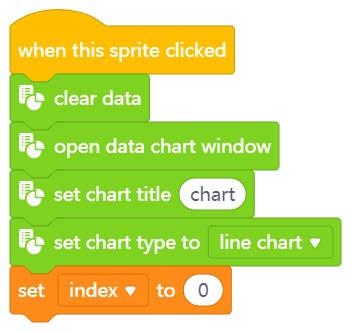 when this sprite clicked
clear data
open data chart window
set chart title chart
set chart type to line chart
set index to 0